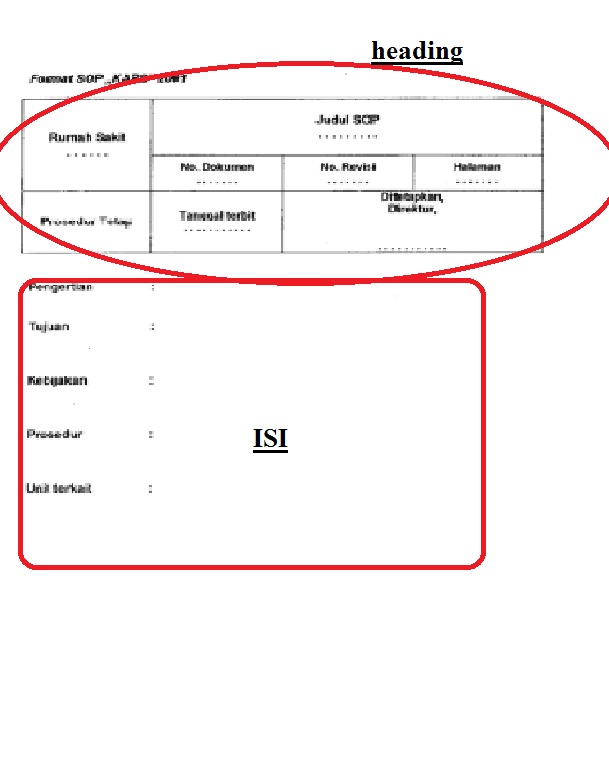 heading
Format SOP
Judul SOP
.........
Rumah Sakit
......
No. Dokumen
.......
No. Revisi
.......
Halaman
.......
Prosedur Tetap
Tanggal terbit
...........
Ditetapkan,
Direktur,
...........
Pengertian :
Tujuan :
Kebijakan :
Prosedur :
ISI
Unit terkait :